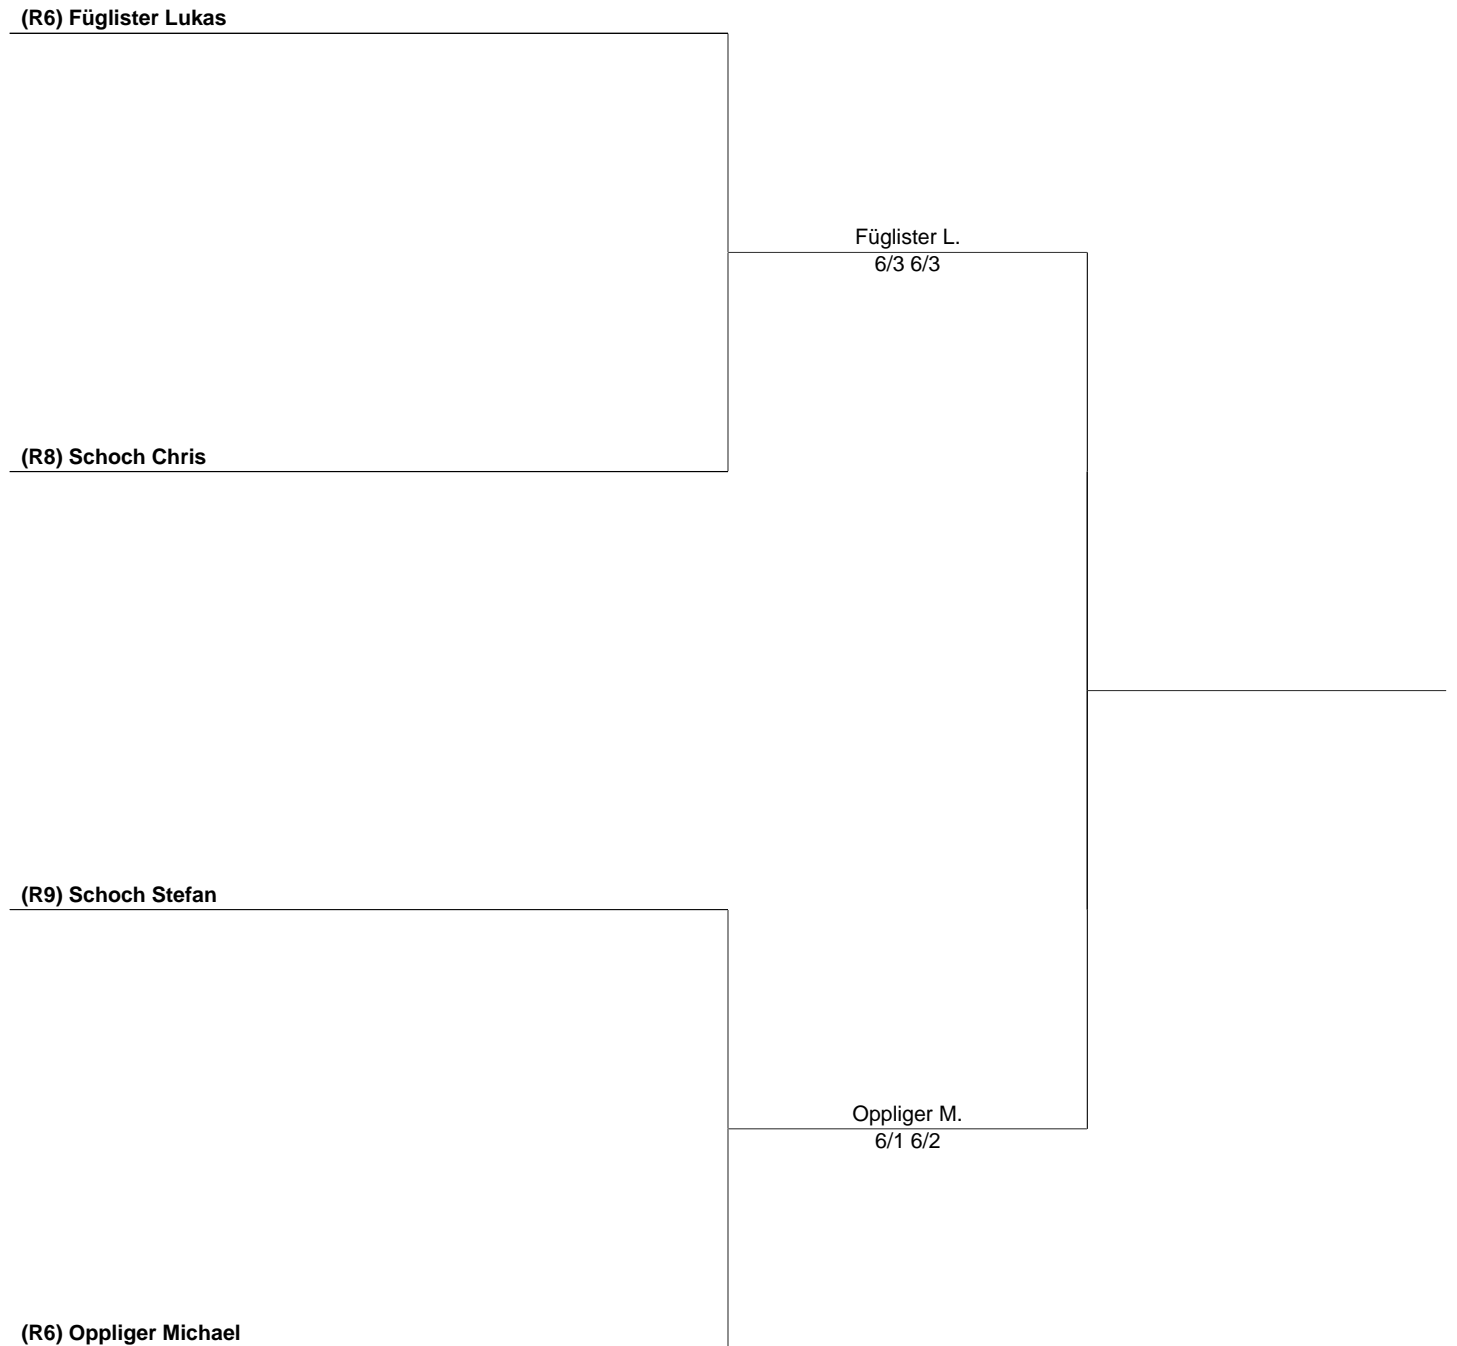 (R6) Füglister Lukas
Füglister L.
6/3 6/3
(R8) Schoch Chris
(R9) Schoch Stefan
Oppliger M.
6/1 6/2
(R6) Oppliger Michael